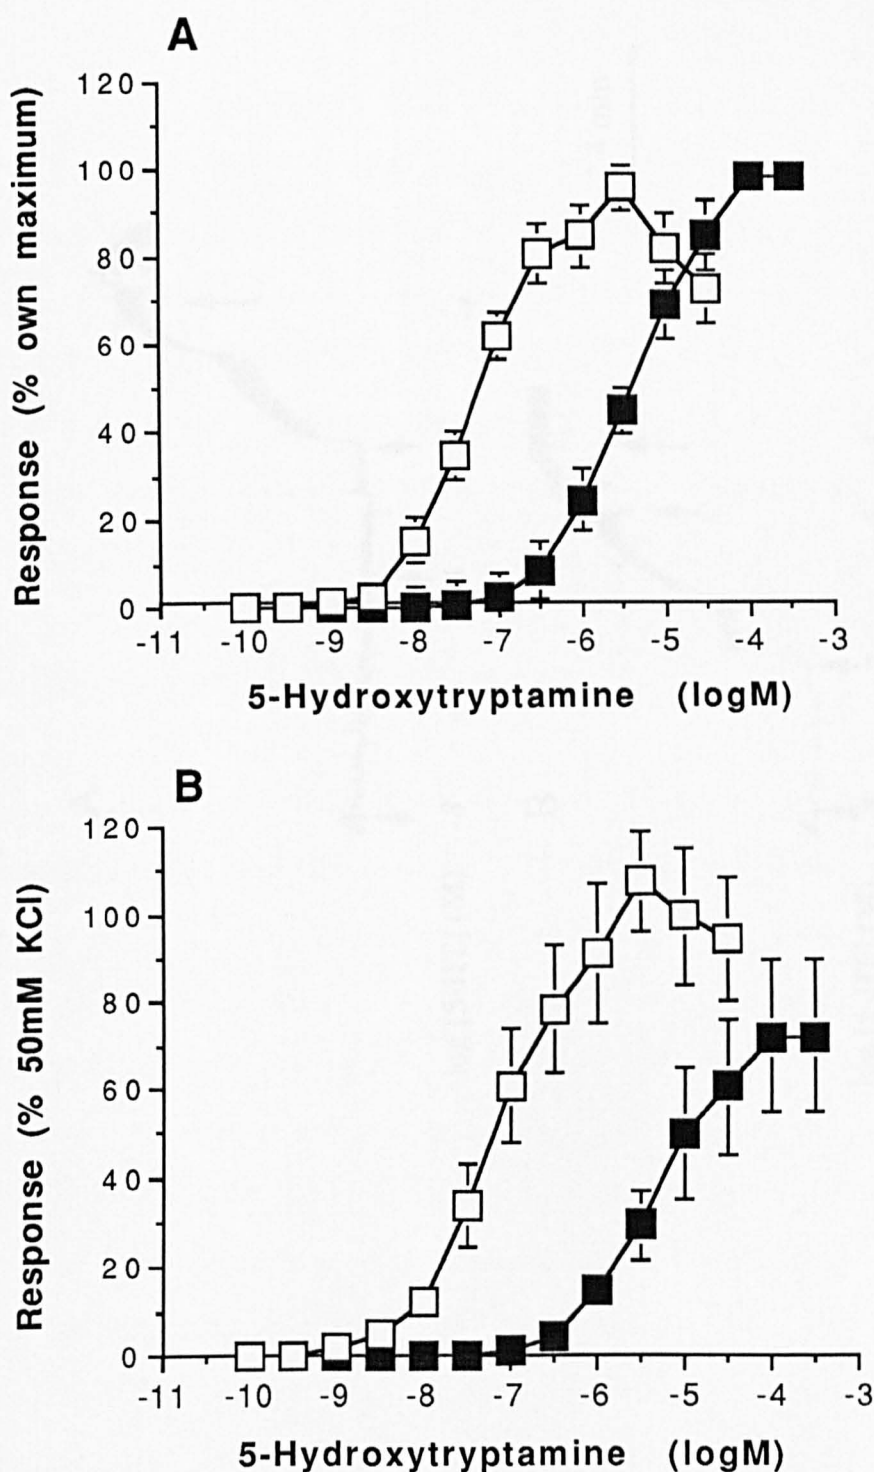 A
Response (% own maximum)
120
100
80
60
40
20
0
-11 -10 -9 -8 -7 -6 -5 -4 -3
5-Hydroxytryptamine (logM)
B
Response (% 50mM KCl)
120
100
80
60
40
20
0
-11 -10 -9 -8 -7 -6 -5 -4 -3
5-Hydroxytryptamine (logM)